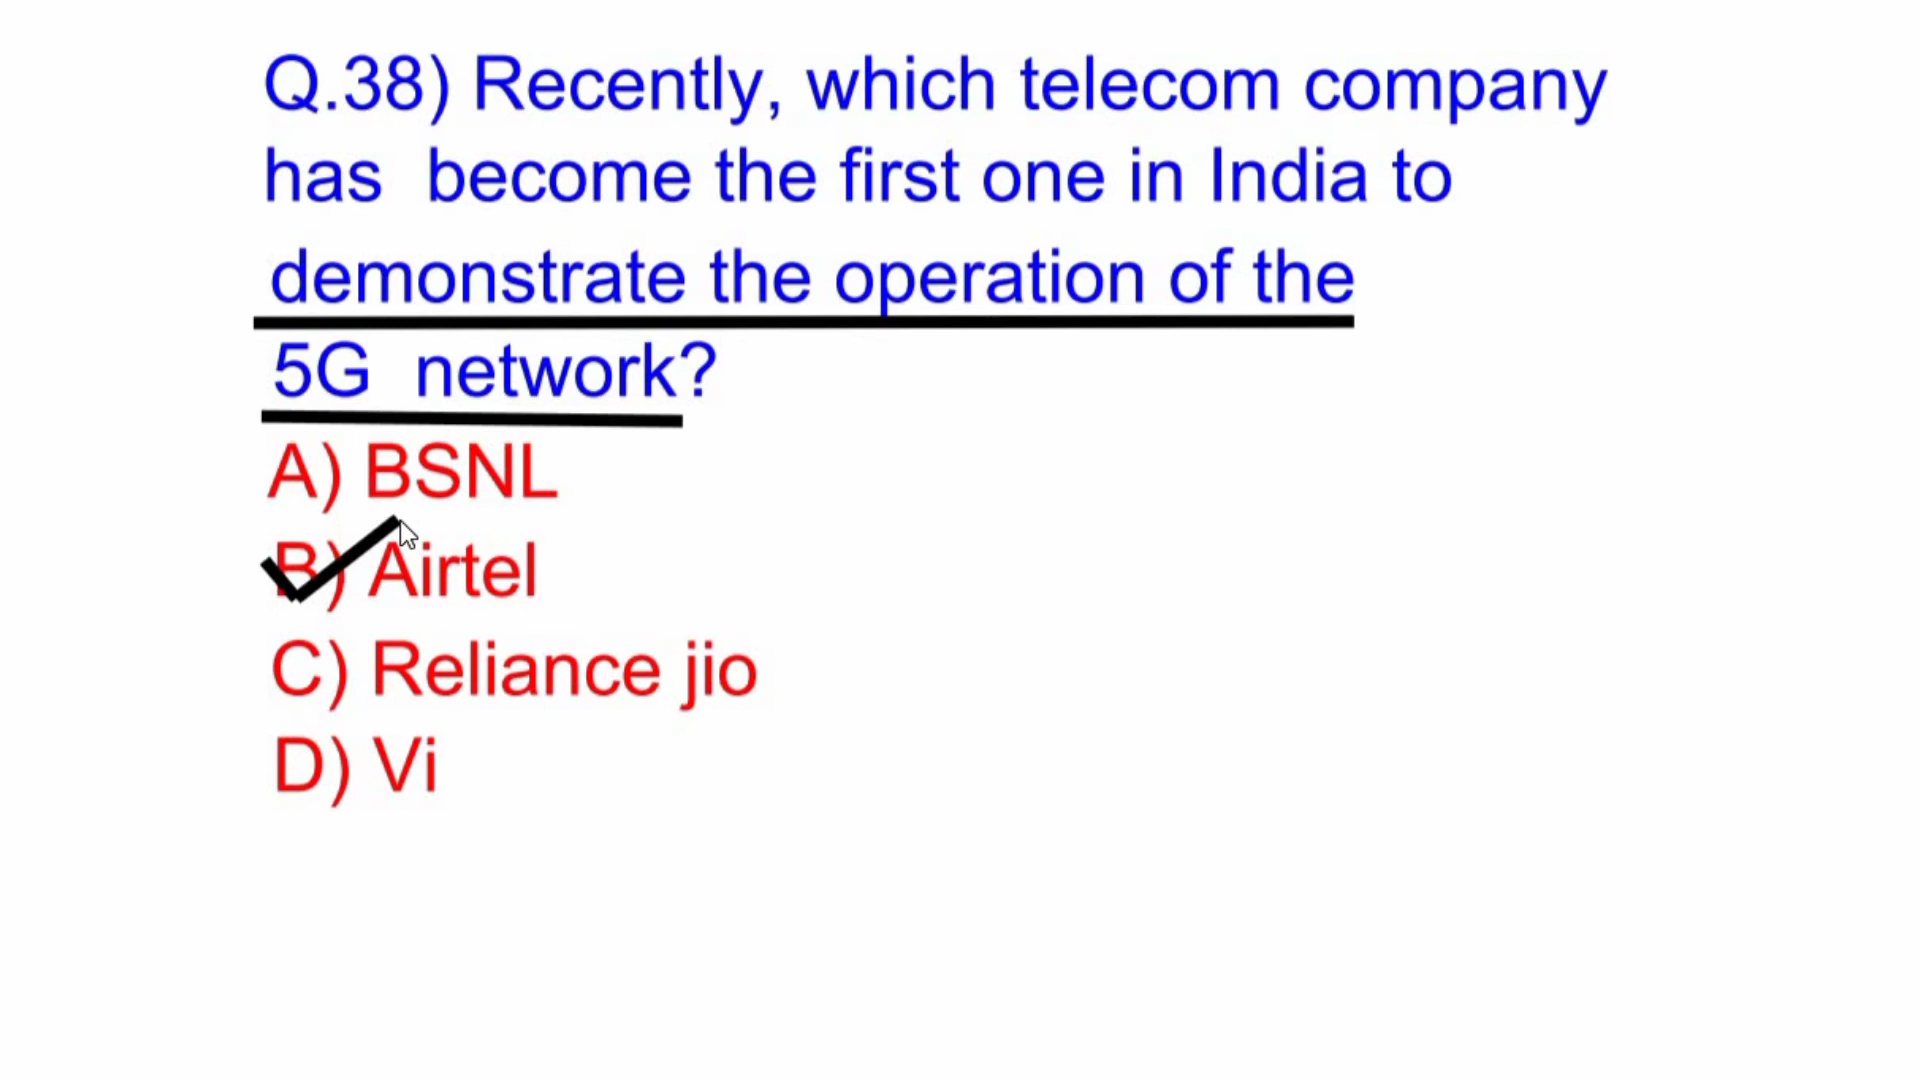 Q.38) Recently, which telecom company
has become the first one in India to
demonstrate the operation of the
5G network?
A) BSNL
B) Airtel
C) Reliance jio
D) Vi